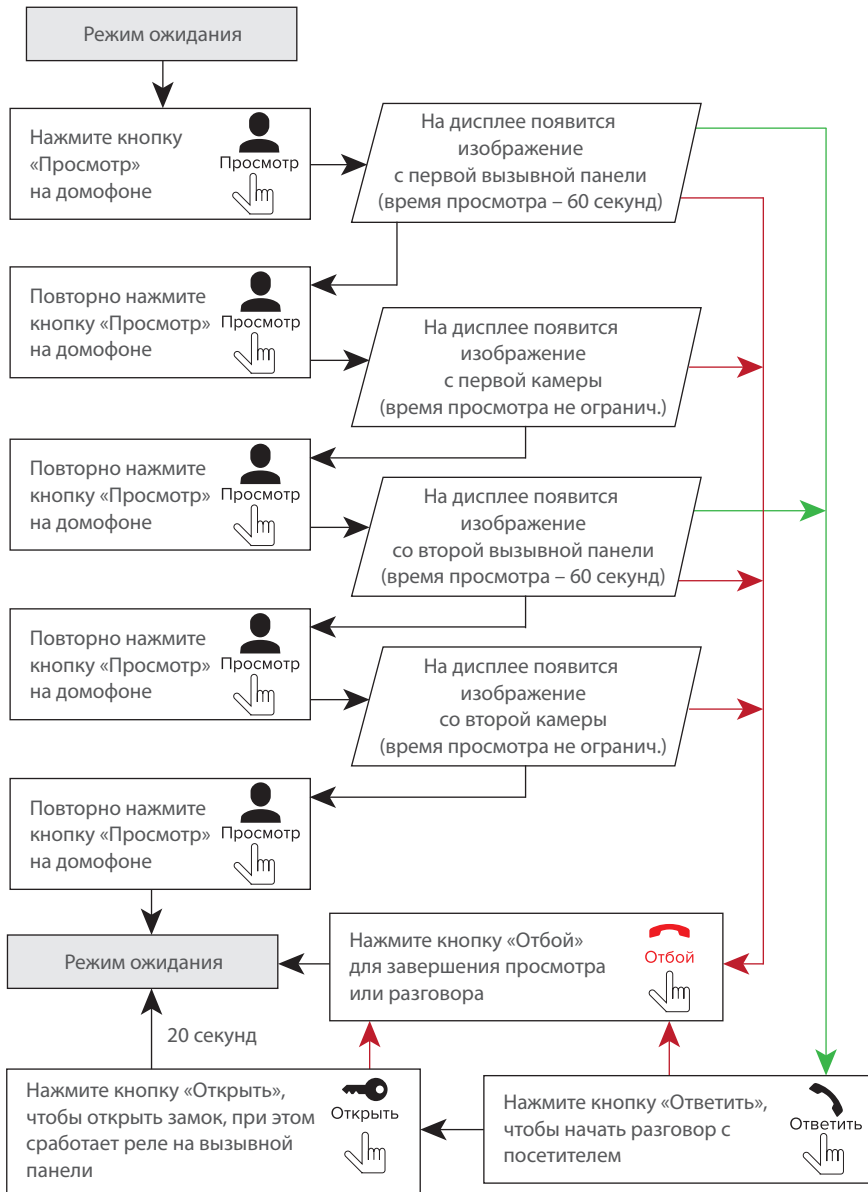 Режим ожидания
Нажмите кнопку
«Просмотр»
на домофоне
Просмотр
На дисплее появится
изображение
с первой вызывной панели
(время просмотра – 60 секунд)
Повторно нажмите
кнопку «Просмотр»
на домофоне
Просмотр
На дисплее появится
изображение
с первой камеры
(время просмотра не огранич.)
Повторно нажмите
кнопку «Просмотр»
на домофоне
Просмотр
На дисплее появится
изображение
со второй вызывной панели
(время просмотра – 60 секунд)
Повторно нажмите
кнопку «Просмотр»
на домофоне
Просмотр
На дисплее появится
изображение
со второй камеры
(время просмотра не огранич.)
Повторно нажмите
кнопку «Просмотр»
на домофоне
Просмотр
Режим ожидания
Нажмите кнопку «Отбой»
для завершения просмотра
или разговора
Отбой
20 секунд
Нажмите кнопку «Открыть»,
чтобы открыть замок, при этом
сработает реле на вызывной
панели
Открыть
Нажмите кнопку «Ответить»,
чтобы начать разговор с
посетителем
Ответить